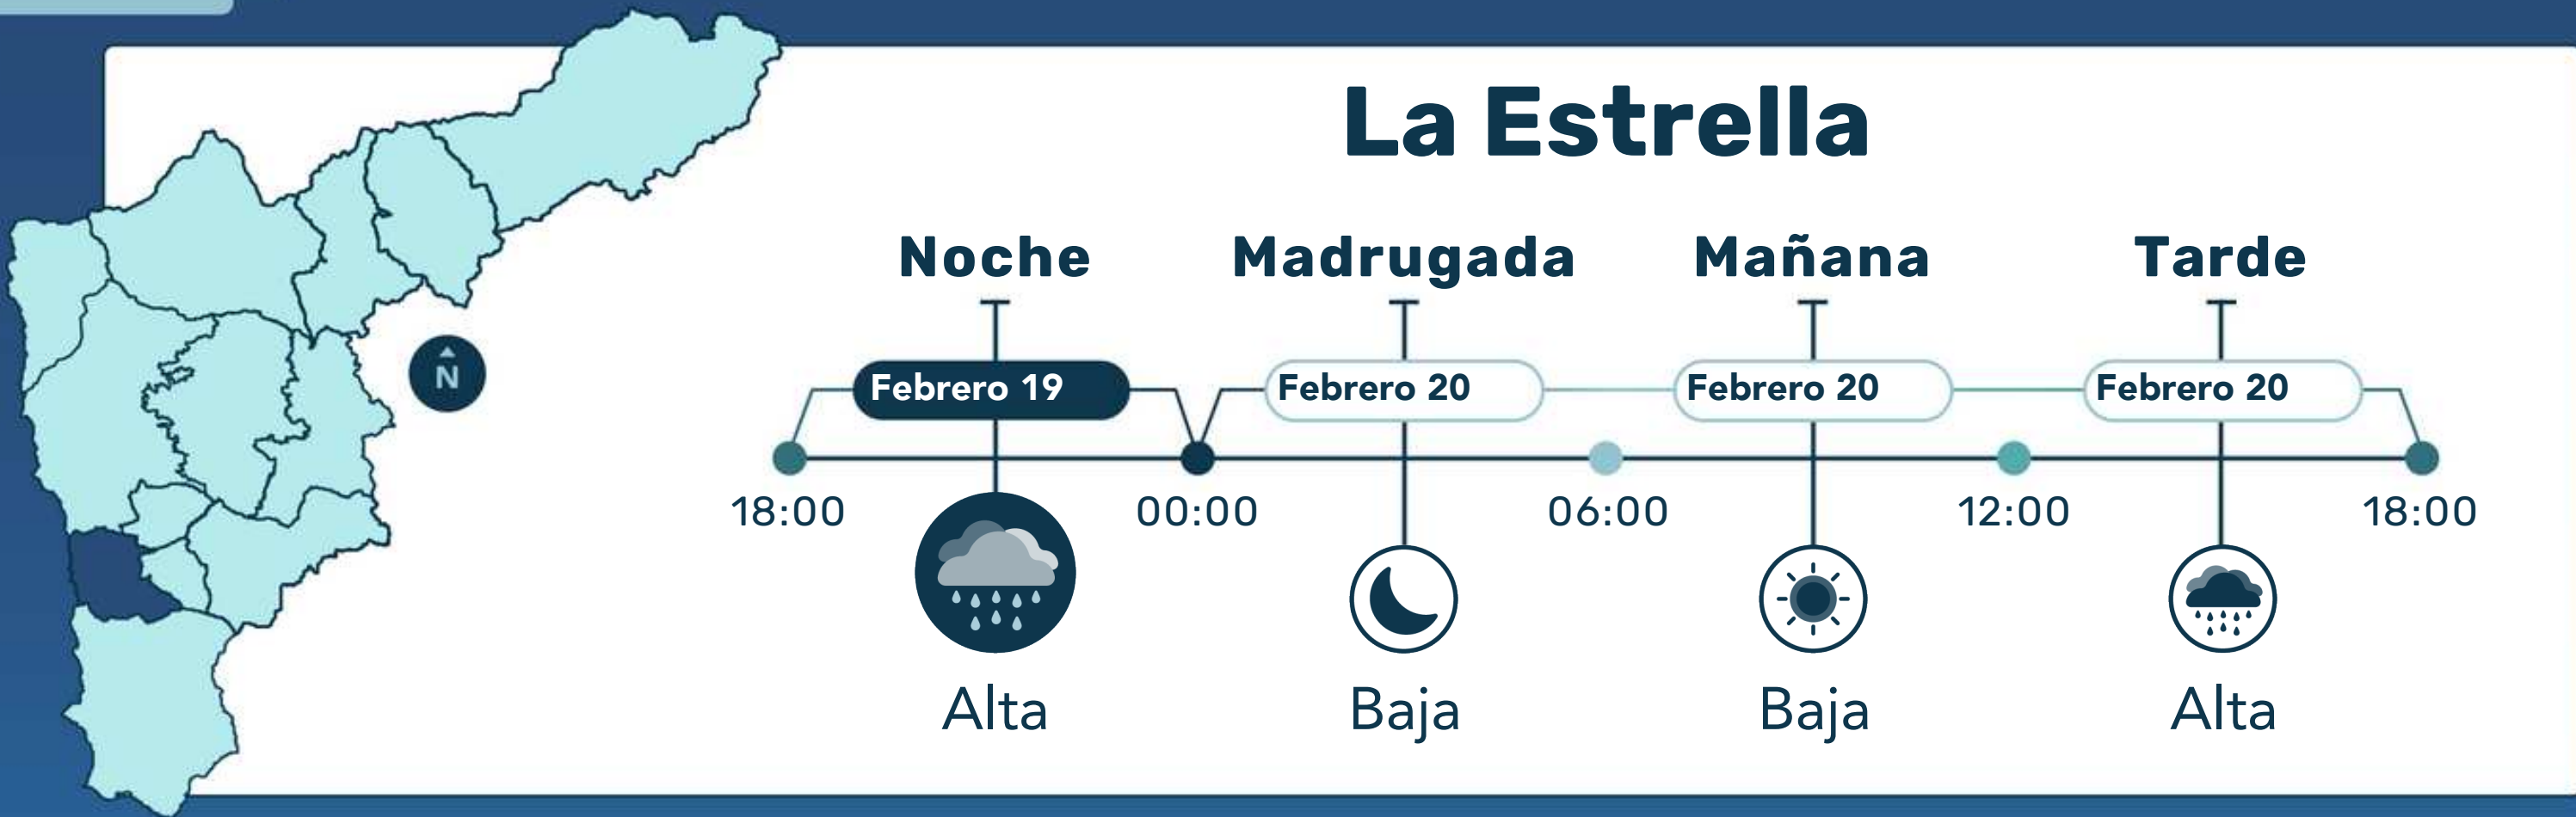 La Estrella
Noche Madrugada Mañana Tarde
Febrero 19 Febrero 20 Febrero 20 Febrero 20
N
18:00 00:00 06:00 12:00 18:00
Alta Baja Baja Alta